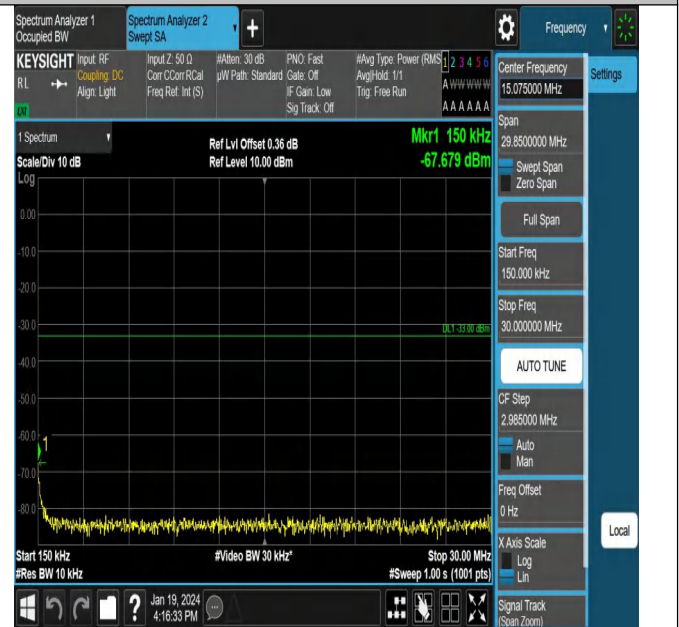 Spectrum Analyzer 1
Occupied BW
Spectrum Analyzer 2
Swept SA
Frequency
KEYSIGHT
RL
Input: RF
Coupling: DC
Align: Light
Input Z: 50 Ω
Corr CCorr RCal
Freq Ref: Int (S)
#Atten: 30 dB
µW Path: Standard
PNO: Fast
Gate: Off
IF Gain: Low
Sig Track: Off
#Avg Type: Power (RMS
Avg|Hold: 1/1
Trig: Free Run
1 2 3 4 5 6
A W W W W W
A A A A A A
1 Spectrum
Scale/Div 10 dB
Ref Lvl Offset 0.36 dB
Ref Level 10.00 dBm
Mkr1 150 kHz
-67.679 dBm
Log
0.00
-10.0
-20.0
-30.0
-40.0
-50.0
-60.0
-70.0
-80.0
DL1 -33.00 dBm
1
Start 150 kHz
#Res BW 10 kHz
#Video BW 30 kHz*
Stop 30.00 MHz
#Sweep 1.00 s (1001 pts)
Center Frequency
15.075000 MHz
Settings
Span
29.8500000 MHz
Swept Span
Zero Span
Full Span
Start Freq
150.000 kHz
Stop Freq
30.000000 MHz
AUTO TUNE
CF Step
2.985000 MHz
Auto
Man
Freq Offset
0 Hz
X Axis Scale
Log
Lin
Local
Signal Track
(Span Zoom)
?
Jan 19, 2024
4:16:33 PM